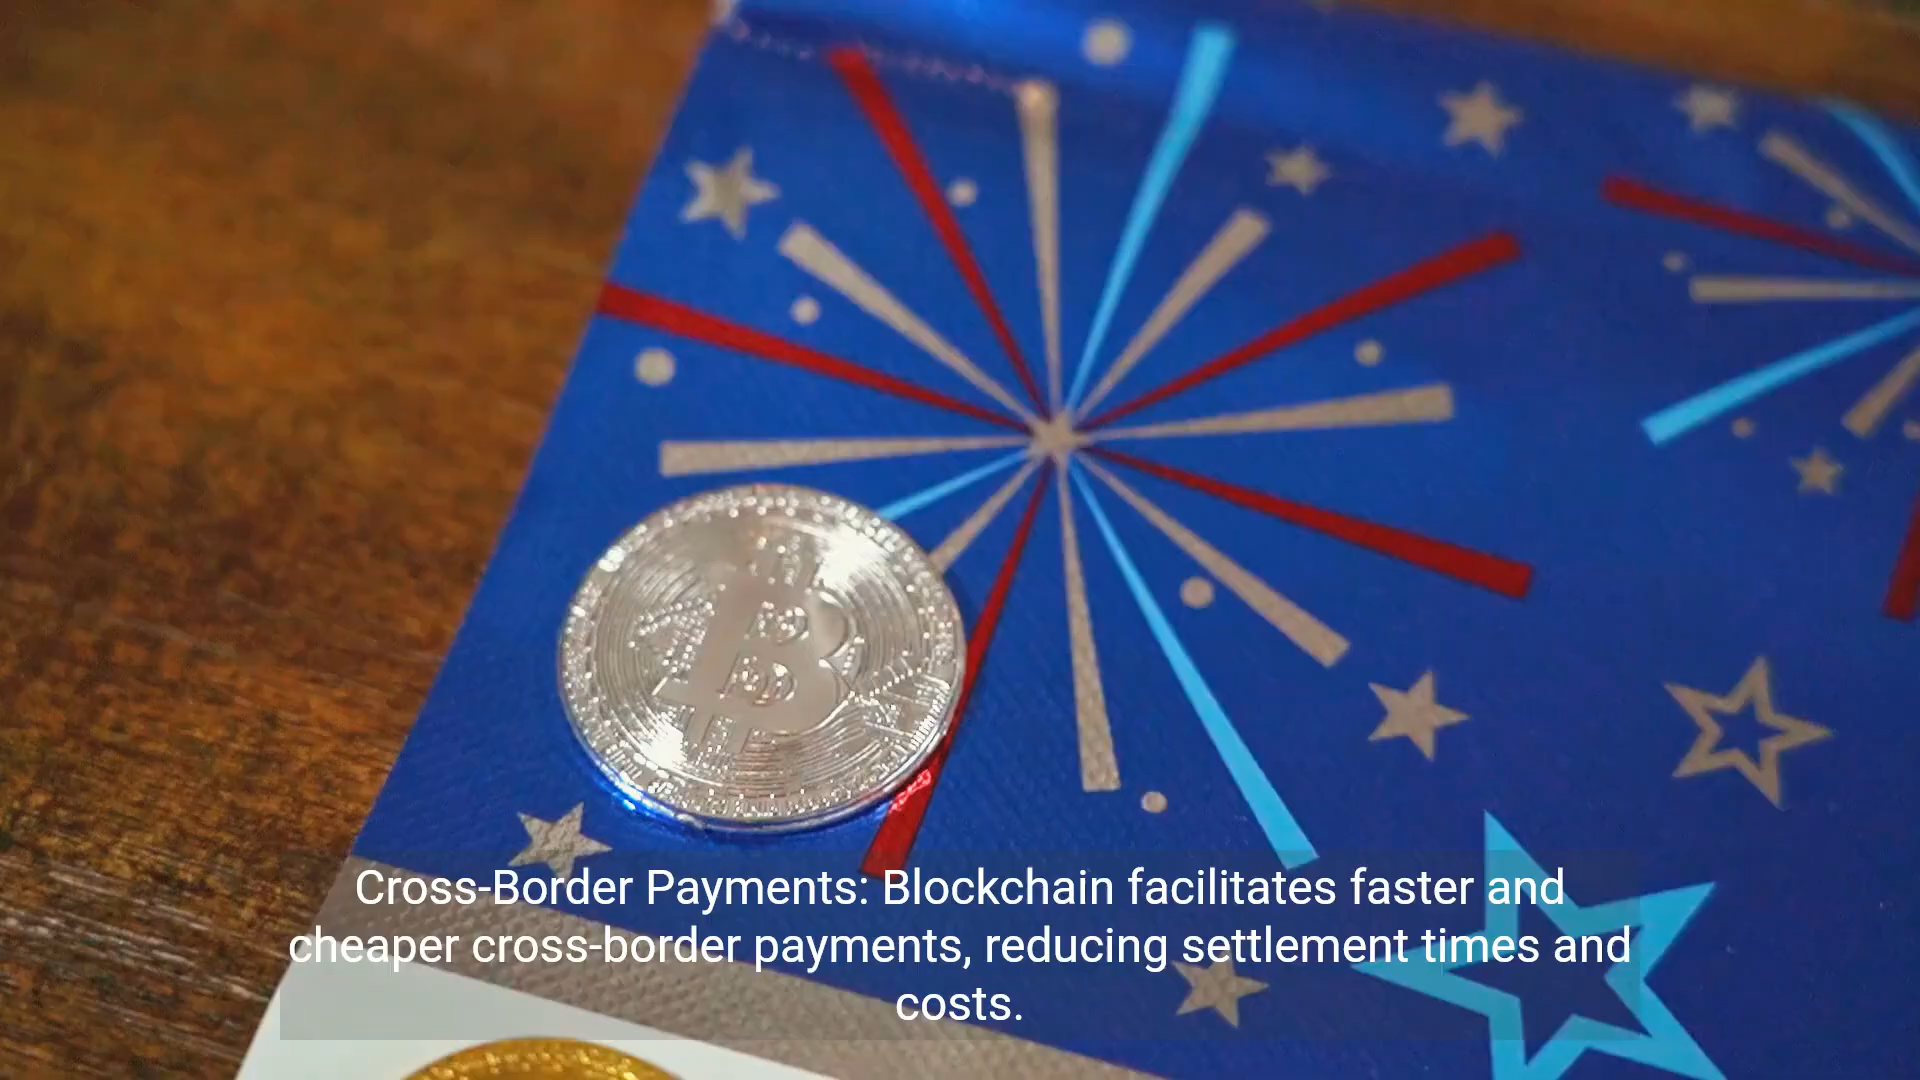 Cross-Border Payments: Blockchain facilitates faster and
cheaper cross-border payments, reducing settlement times and
costs.